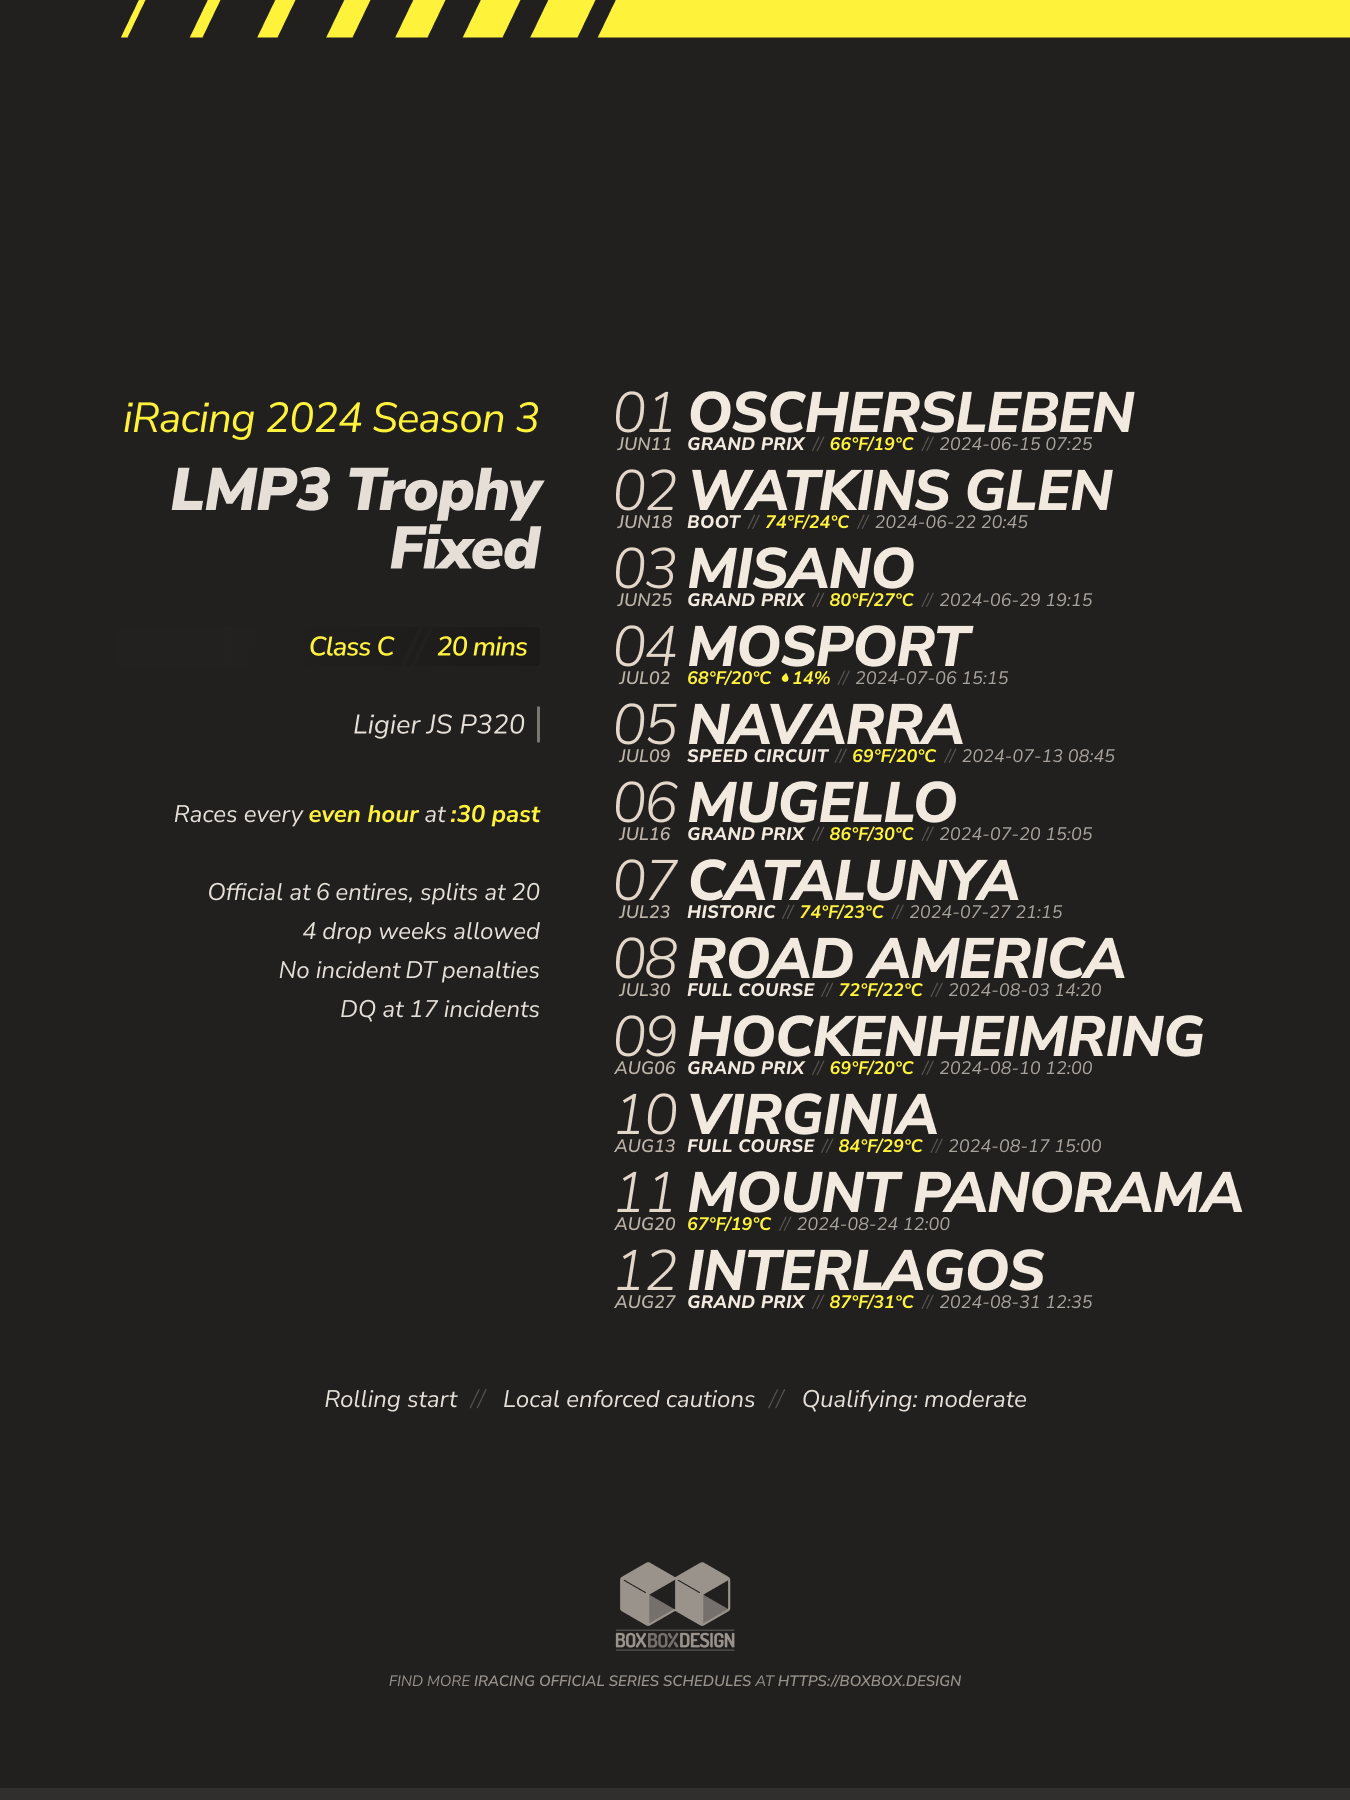 iRacing 2024 Season 3
LMP3 Trophy
Fixed
Class C // 20 mins
Ligier JS P320
Races every even hour at :30 past
Official at 6 entires, splits at 20
4 drop weeks allowed
No incident DT penalties
DQ at 17 incidents
01 OSCHERSLEBEN
JUN11 GRAND PRIX // 66°F/19°C // 2024-06-15 07:25
02 WATKINS GLEN
JUN18 BOOT // 74°F/24°C // 2024-06-22 20:45
03 MISANO
JUN25 GRAND PRIX // 80°F/27°C // 2024-06-29 19:15
04 MOSPORT
JUL02 68°F/20°C 14% // 2024-07-06 15:15
05 NAVARRA
JUL09 SPEED CIRCUIT // 69°F/20°C // 2024-07-13 08:45
06 MUGELLO
JUL16 GRAND PRIX // 86°F/30°C // 2024-07-20 15:05
07 CATALUNYA
JUL23 HISTORIC // 74°F/23°C // 2024-07-27 21:15
08 ROAD AMERICA
JUL30 FULL COURSE // 72°F/22°C // 2024-08-03 14:20
09 HOCKENHEIMRING
AUG06 GRAND PRIX // 69°F/20°C // 2024-08-10 12:00
10 VIRGINIA
AUG13 FULL COURSE // 84°F/29°C // 2024-08-17 15:00
11 MOUNT PANORAMA
AUG20 67°F/19°C // 2024-08-24 12:00
12 INTERLAGOS
AUG27 GRAND PRIX // 87°F/31°C // 2024-08-31 12:35
Rolling start // Local enforced cautions // Qualifying: moderate
BOXBOXDESIGN
FIND MORE IRACING OFFICIAL SERIES SCHEDULES AT HTTPS://BOXBOX.DESIGN